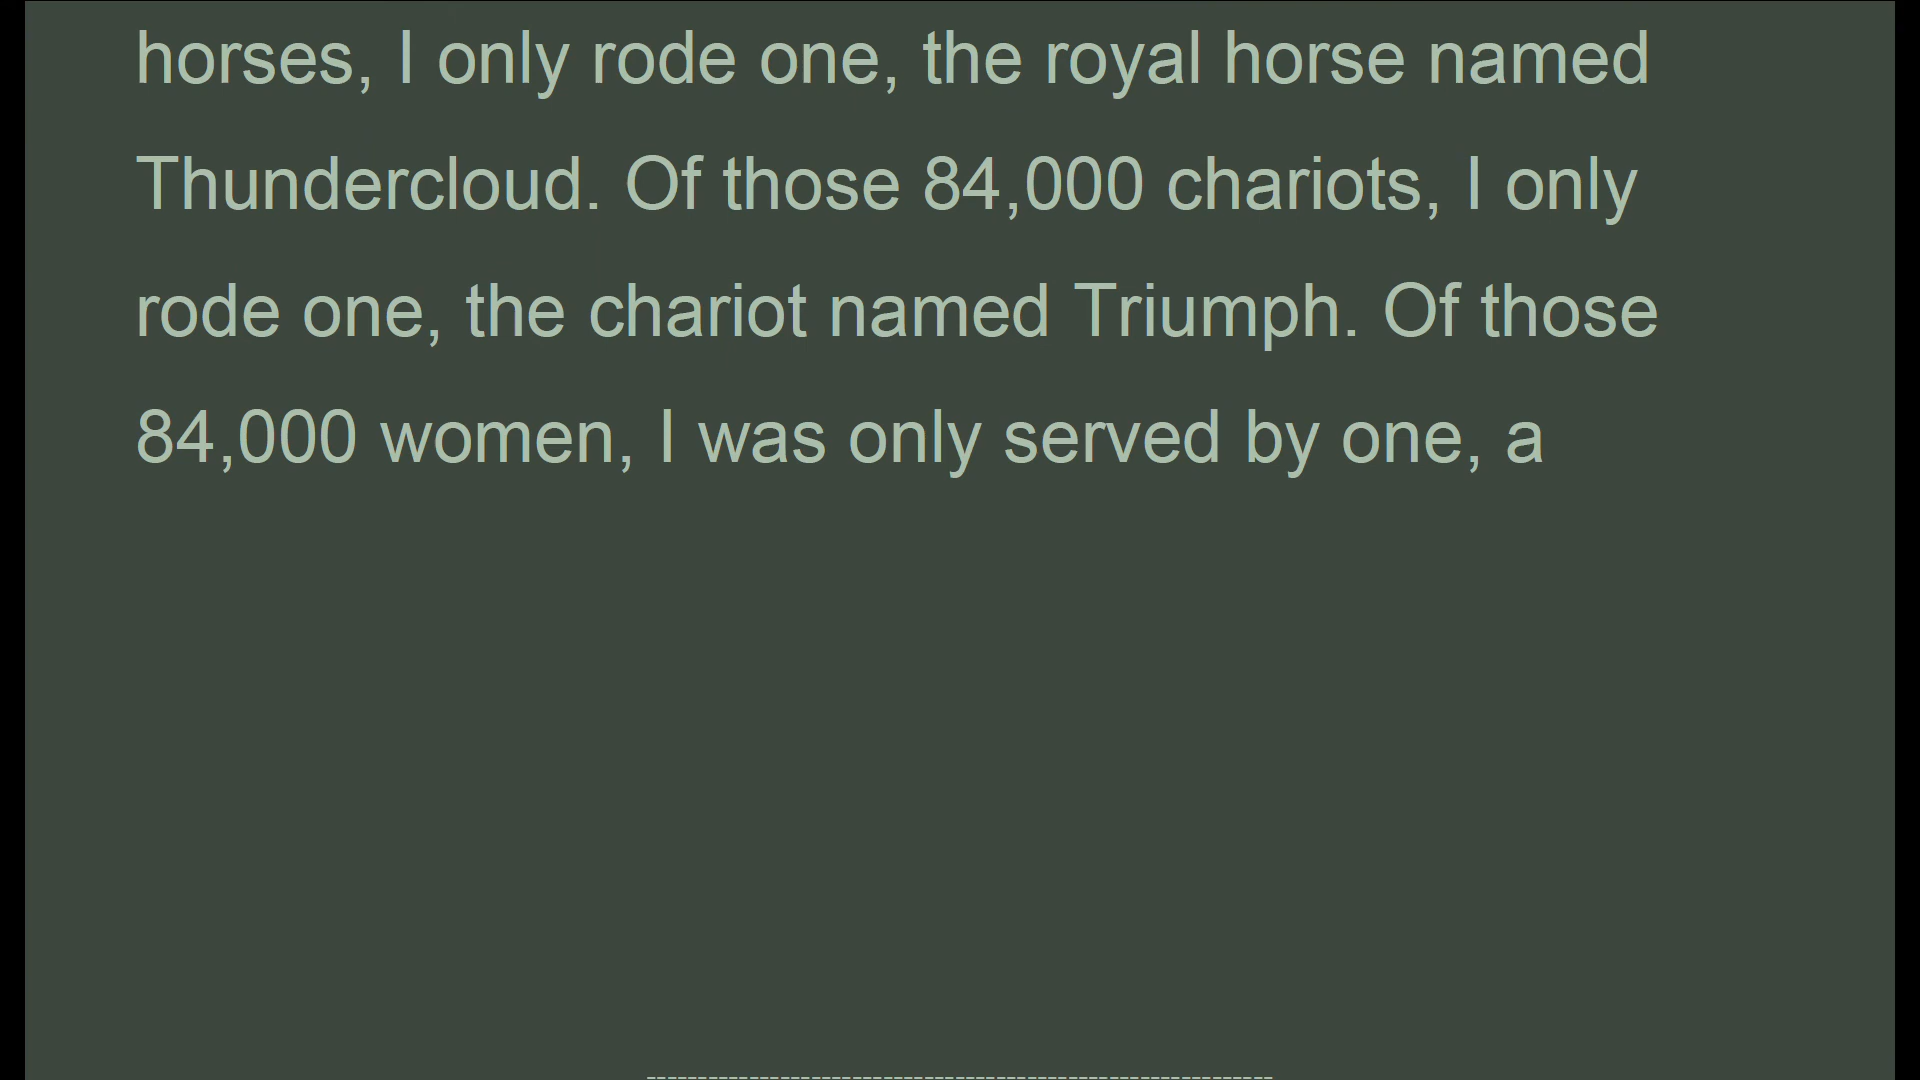 horses, I only rode one, the royal horse named
Thundercloud. Of those 84,000 chariots, I only
rode one, the chariot named Triumph. Of those
84,000 women, I was only served by one, a